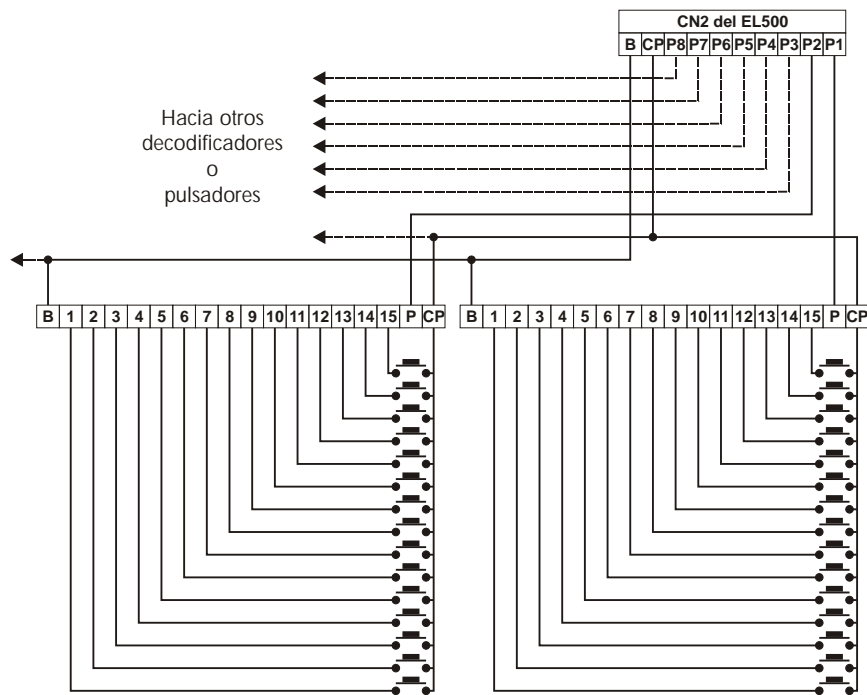 CN2 del EL500
B CP P8 P7 P6 P5 P4 P3 P2 P1
Hacia otros
decodificadores
o
pulsadores
B 1 2 3 4 5 6 7 8 9 10 11 12 13 14 15 P CP
B 1 2 3 4 5 6 7 8 9 10 11 12 13 14 15 P CP